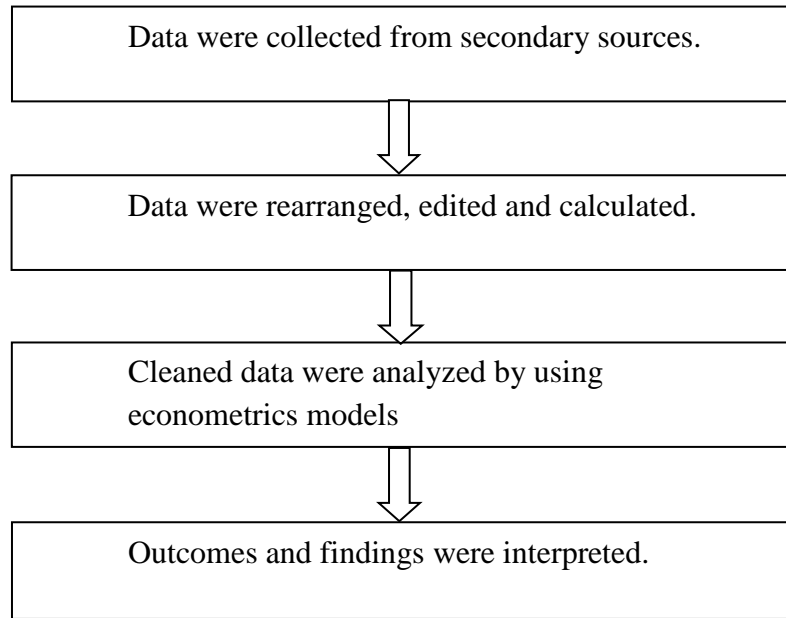 Data were collected from secondary sources.
Data were rearranged, edited and calculated.
Cleaned data were analyzed by using
econometrics models
Outcomes and findings were interpreted.